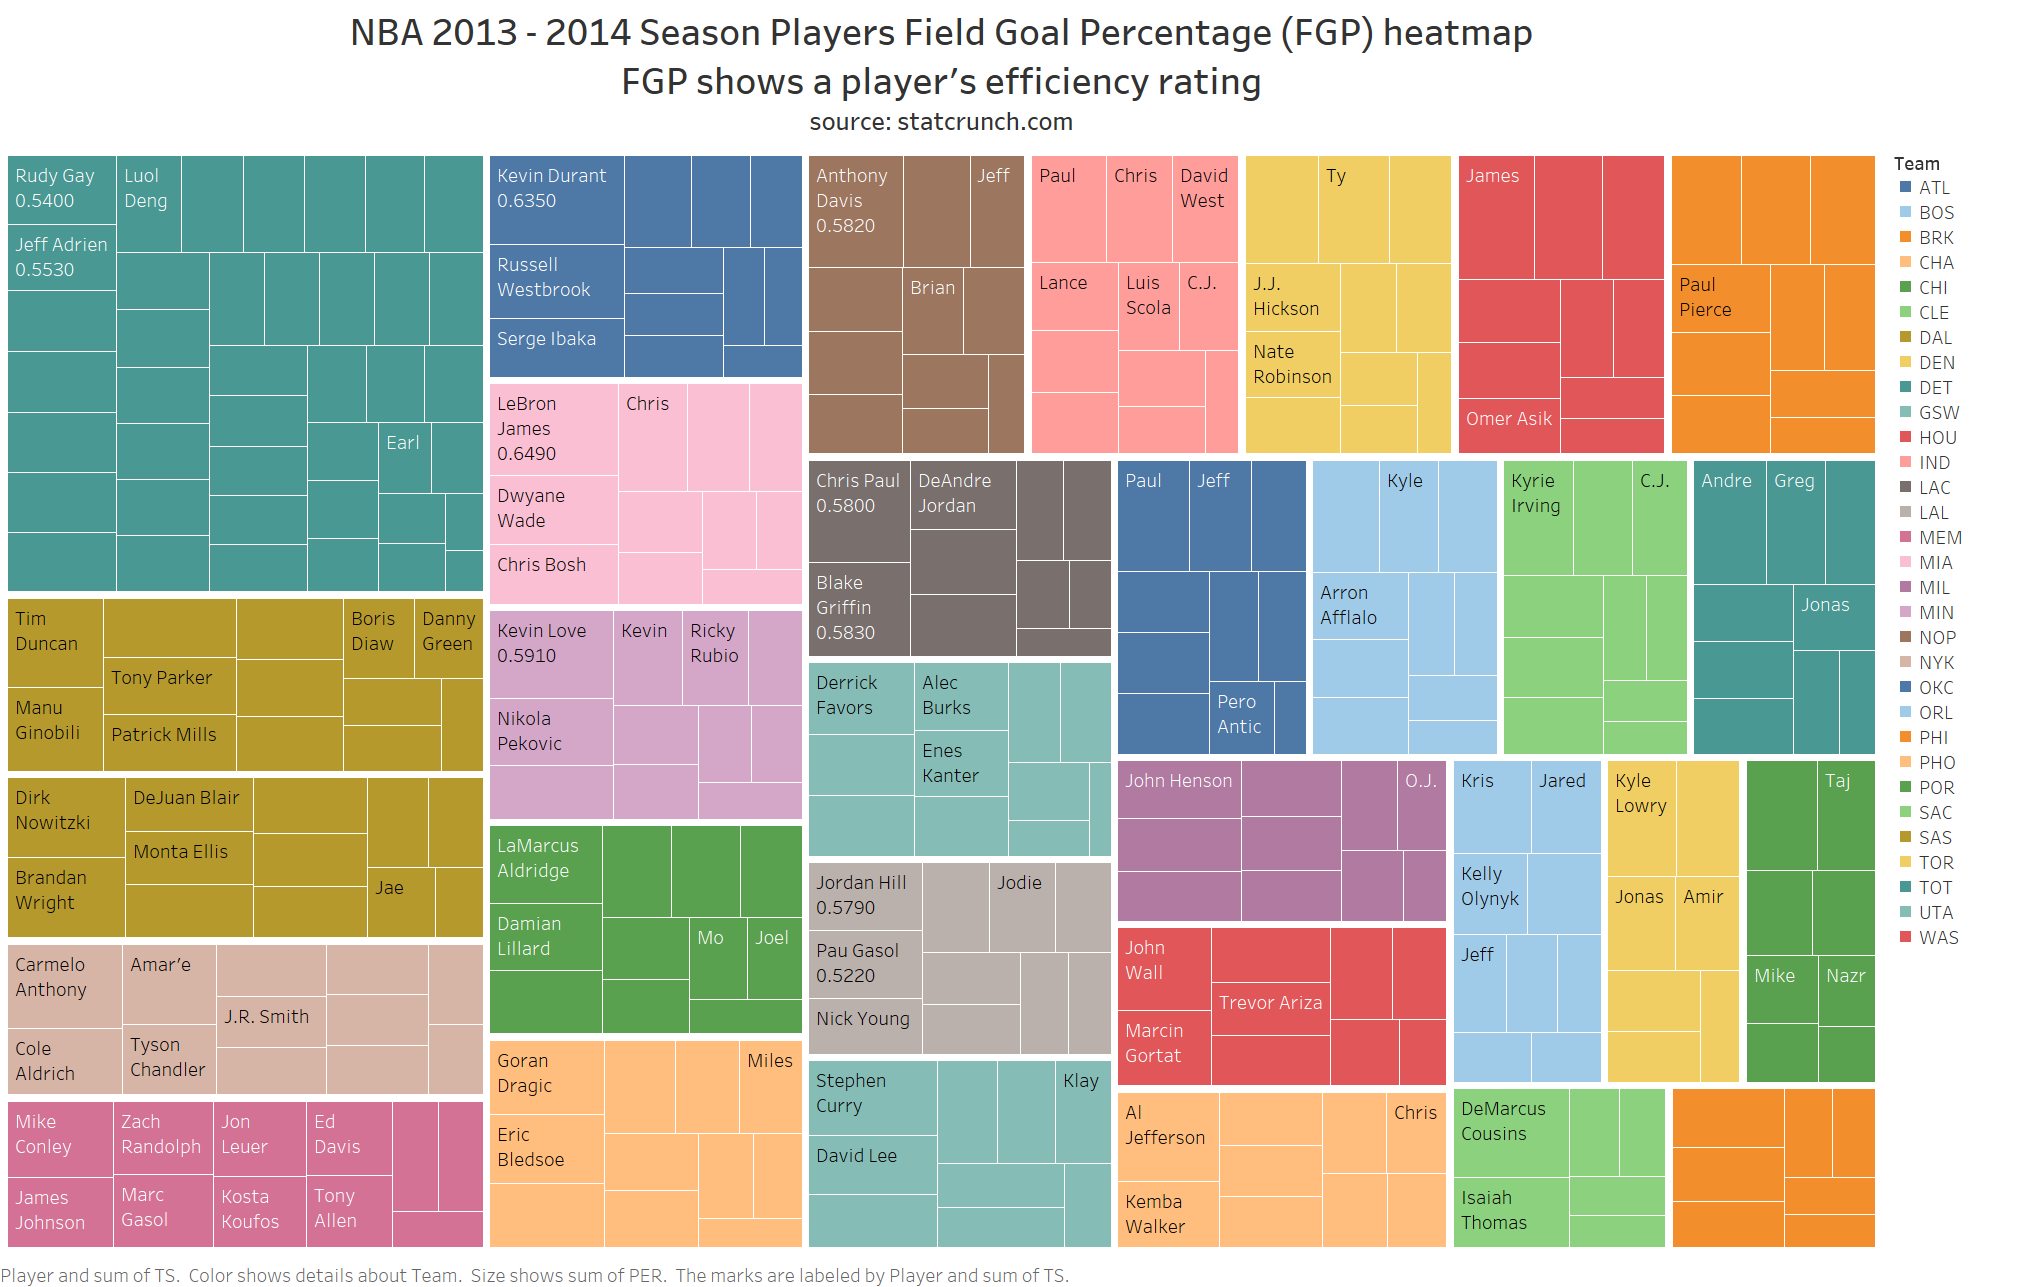 NBA 2013 - 2014 Season Players Field Goal Percentage (FGP) heatmap
FGP shows a player’s efficiency rating
source: statcrunch.com
Rudy Gay
0.5400
Luol
Deng
Jeff Adrien
0.5530
Earl
Tim
Duncan
Manu
Ginobili
Tony Parker
Patrick Mills
Boris
Diaw
Danny
Green
Dirk
Nowitzki
Brandan
Wright
DeJuan Blair
Monta Ellis
Jae
Carmelo
Anthony
Cole
Aldrich
Amar’e
Tyson
Chandler
J.R. Smith
Mike
Conley
James
Johnson
Zach
Randolph
Marc
Gasol
Jon
Leuer
Kosta
Koufos
Ed
Davis
Tony
Allen
Kevin Durant
0.6350
Russell
Westbrook
Serge Ibaka
LeBron
James
0.6490
Dwyane
Wade
Chris Bosh
Chris
Kevin Love
0.5910
Nikola
Pekovic
Kevin
Ricky
Rubio
LaMarcus
Aldridge
Damian
Lillard
Mo
Joel
Goran
Dragic
Eric
Bledsoe
Miles
Anthony
Davis
0.5820
Jeff
Brian
Chris Paul
0.5800
Blake
Griffin
0.5830
DeAndre
Jordan
Derrick
Favors
Alec
Burks
Enes
Kanter
Jordan Hill
0.5790
Pau Gasol
0.5220
Nick Young
Jodie
Stephen
Curry
David Lee
Klay
Paul
Chris
David
West
Lance
Luis
Scola
C.J.
Ty
J.J.
Hickson
Nate
Robinson
James
Omer Asik
Paul
Pierce
Paul
Jeff
Pero
Antic
Kyle
Arron
Afflalo
Kyrie
Irving
C.J.
Andre
Greg
Jonas
John Henson
O.J.
John
Wall
Marcin
Gortat
Trevor Ariza
Al
Jefferson
Kemba
Walker
Chris
Kris
Jared
Kelly
Olynyk
Jeff
Kyle
Lowry
Jonas
Amir
Taj
Mike
Nazr
DeMarcus
Cousins
Isaiah
Thomas
Team
ATL
BOS
BRK
CHA
CHI
CLE
DAL
DEN
DET
GSW
HOU
IND
LAC
LAL
MEM
MIA
MIL
MIN
NOP
NYK
OKC
ORL
PHI
PHO
POR
SAC
SAS
TOR
TOT
UTA
WAS
Player and sum of TS.  Color shows details about Team.  Size shows sum of PER.  The marks are labeled by Player and sum of TS.